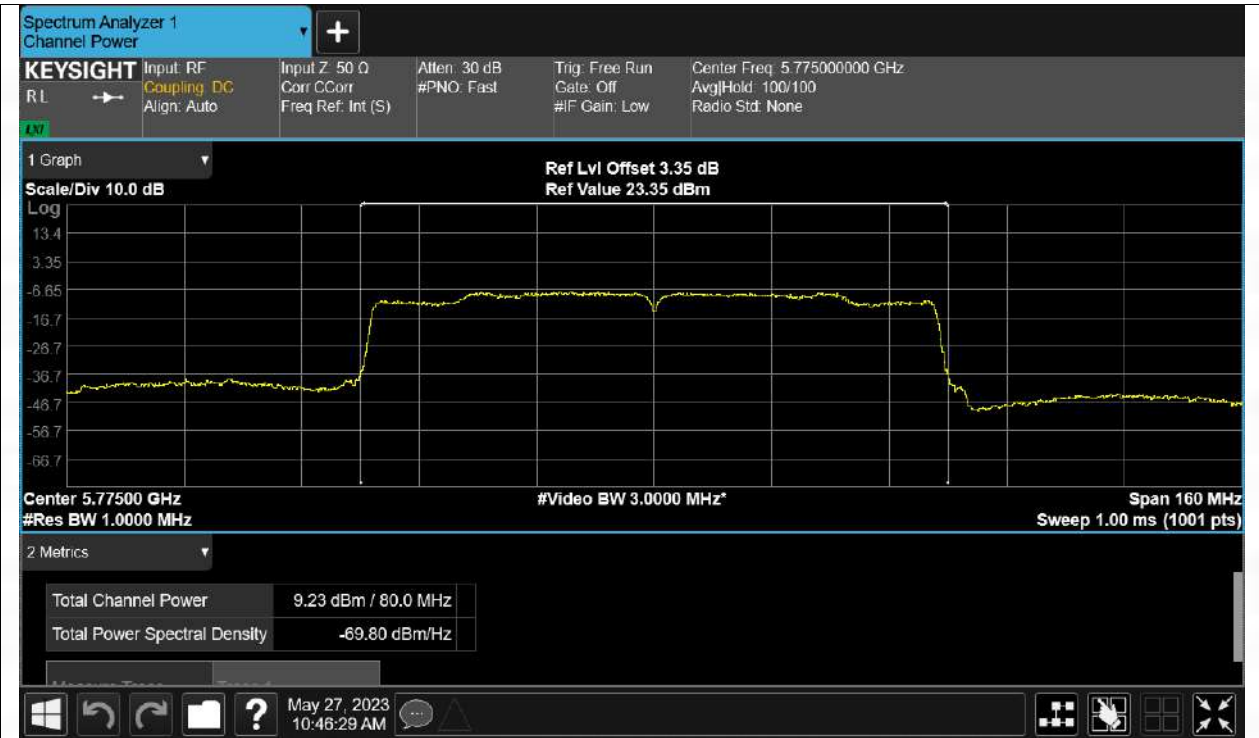 Spectrum Analyzer 1
Channel Power
KEYSIGHT
RL
LXI
Input: RF
Coupling: DC
Align: Auto
Input Z: 50 Ω
Corr CCorr
Freq Ref: Int (S)
Atten: 30 dB
#PNO: Fast
Trig: Free Run
Gate: Off
#IF Gain: Low
Center Freq: 5.775000000 GHz
Avg|Hold: 100/100
Radio Std: None
1 Graph
Scale/Div 10.0 dB
Ref Lvl Offset 3.35 dB
Ref Value 23.35 dBm
Log
13.4
3.35
-6.65
-16.7
-26.7
-36.7
-46.7
-56.7
-66.7
Center 5.77500 GHz
#Res BW 1.0000 MHz
#Video BW 3.0000 MHz*
Span 160 MHz
Sweep 1.00 ms (1001 pts)
2 Metrics
Total Channel Power 9.23 dBm / 80.0 MHz
Total Power Spectral Density -69.80 dBm/Hz
?
May 27, 2023
10:46:29 AM